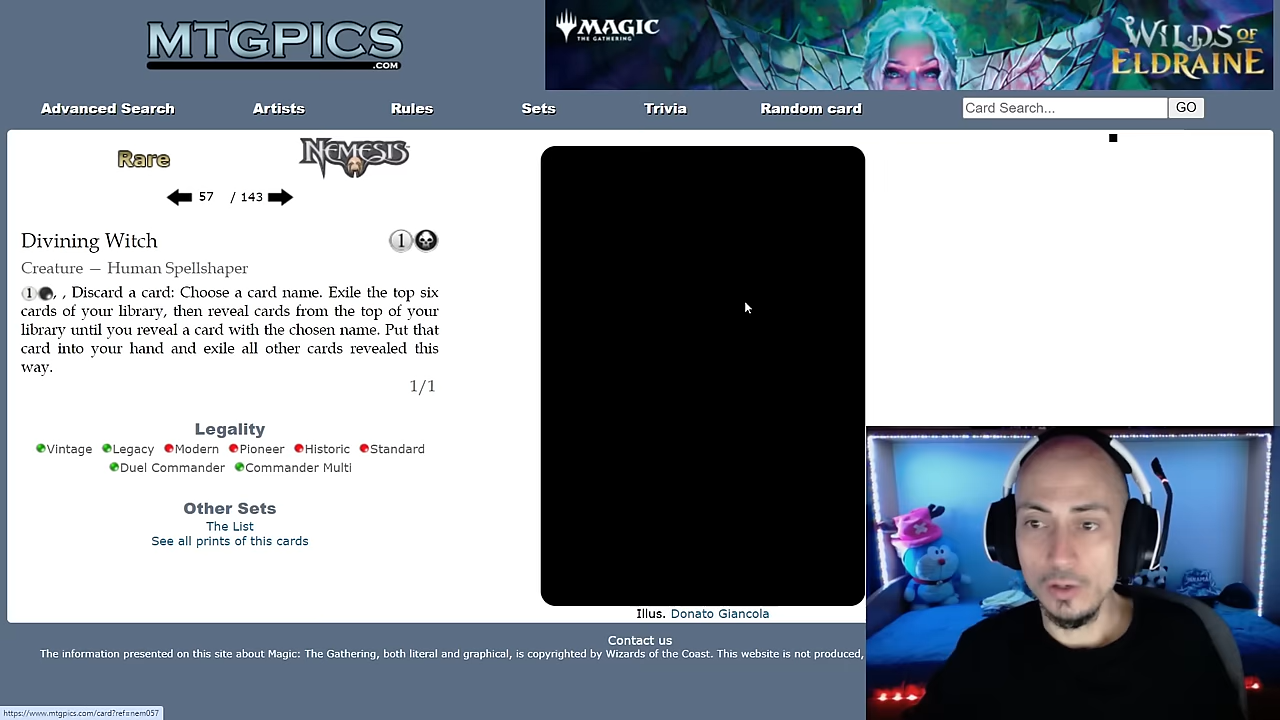 MTGPICS
.COM
MAGIC
THE GATHERING
WILDS OF
ELDRAINE
Advanced Search Artists Rules Sets Trivia Random card Card Search... GO
Rare NEMESIS
57 / 143
Divining Witch 1
Creature — Human Spellshaper
1, , Discard a card: Choose a card name. Exile the top six
cards of your library, then reveal cards from the top of your
library until you reveal a card with the chosen name. Put that
card into your hand and exile all other cards revealed this
way.
1/1
Legality
Vintage Legacy Modern Pioneer Historic Standard
Duel Commander Commander Multi
Other Sets
The List
See all prints of this cards
Illus. Donato Giancola
Contact us
The information presented on this site about Magic: The Gathering, both literal and graphical, is copyrighted by Wizards of the Coast. This website is not produced,
https://www.mtgpics.com/card?ref=nem057